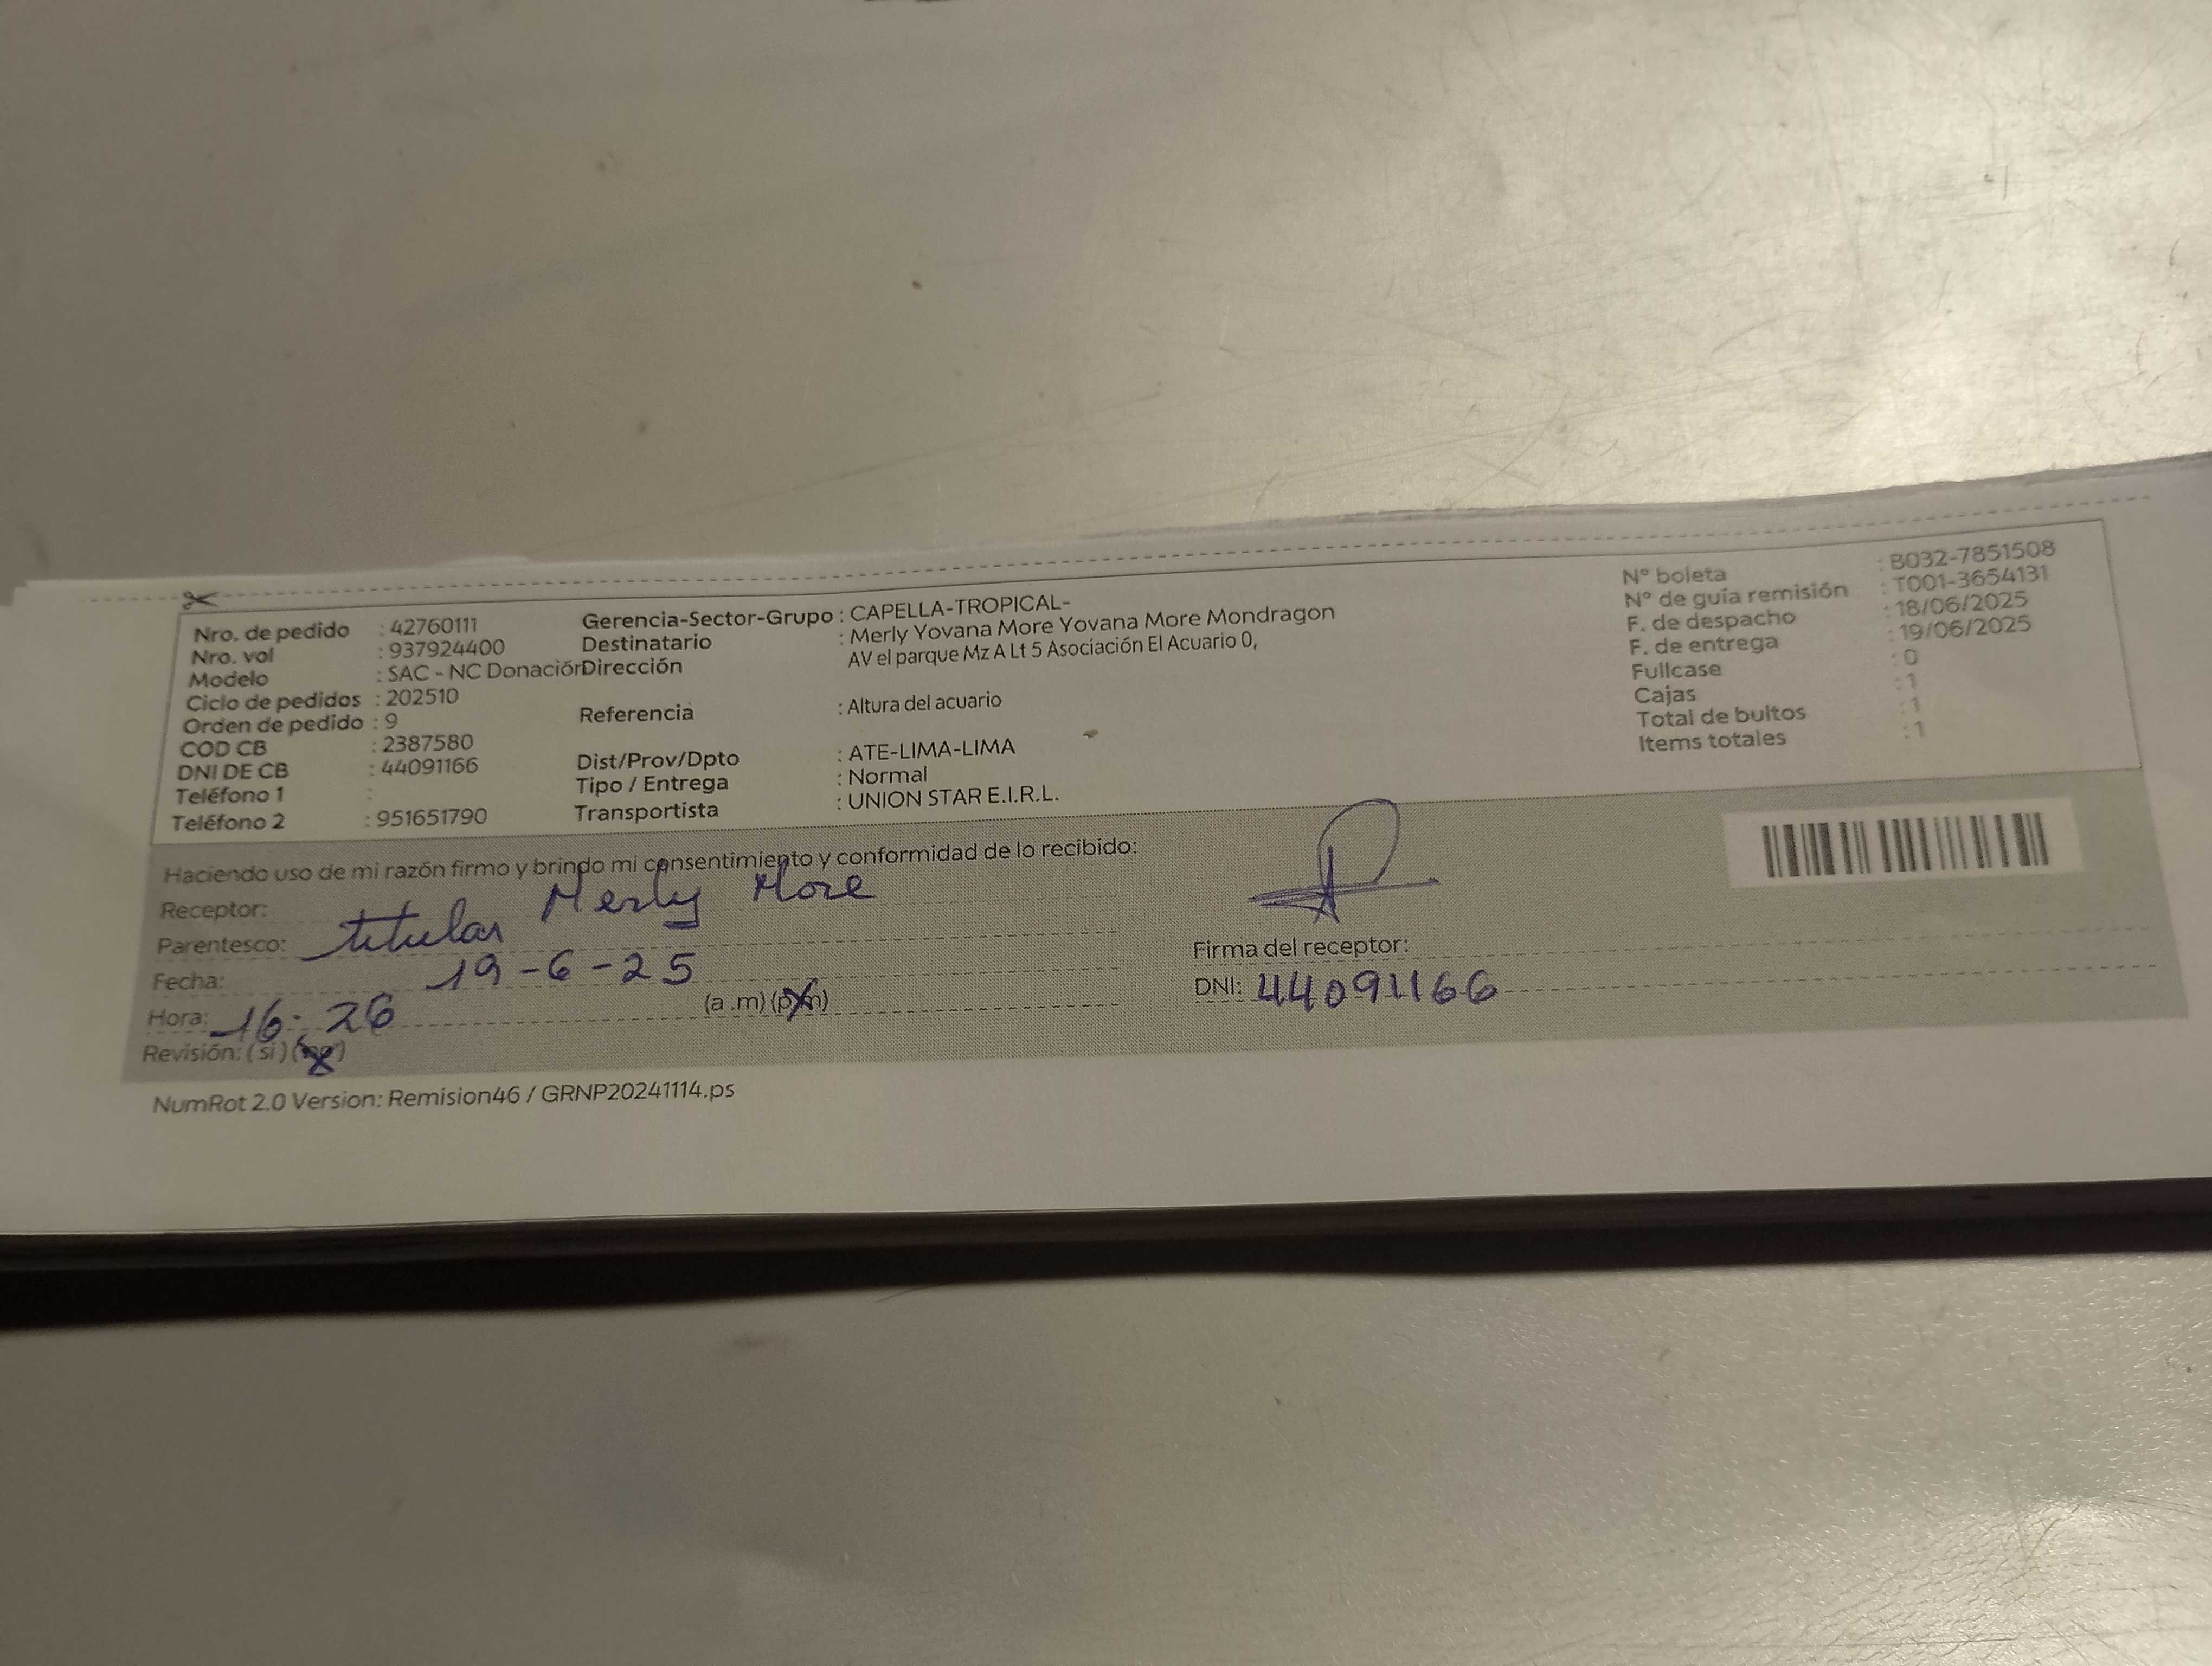 Nro. de pedido : 42760111
Nro. vol : 937924400
Modelo : SAC - NC Donación
Ciclo de pedidos : 202510
Orden de pedido : 9
COD CB : 2387580
DNI DE CB : 44091166
Teléfono 1 :
Teléfono 2 : 951651790
Gerencia-Sector-Grupo : CAPELLA-TROPICAL-
Destinatario : Merly Yovana More Yovana More Mondragon
Dirección AV el parque Mz A Lt 5 Asociación El Acuario 0,
Referencia : Altura del acuario
Dist/Prov/Dpto : ATE-LIMA-LIMA
Tipo / Entrega : Normal
Transportista : UNION STAR E.I.R.L.
N° boleta : B032-7851508
N° de guía remisión : T001-3654131
F. de despacho : 18/06/2025
F. de entrega : 19/06/2025
Fullcase : 0
Cajas : 1
Total de bultos : 1
Items totales : 1
Haciendo uso de mi razón firmo y brindo mi consentimiento y conformidad de lo recibido:
Receptor: Merly More
Parentesco: titular
Fecha: 19-6-25
Hora: 16:26 (a .m) (p.m)
Revisión: ( si ) ( no )
Firma del receptor:
DNI: 44091166
NumRot 2.0 Version: Remision46 / GRNP20241114.ps